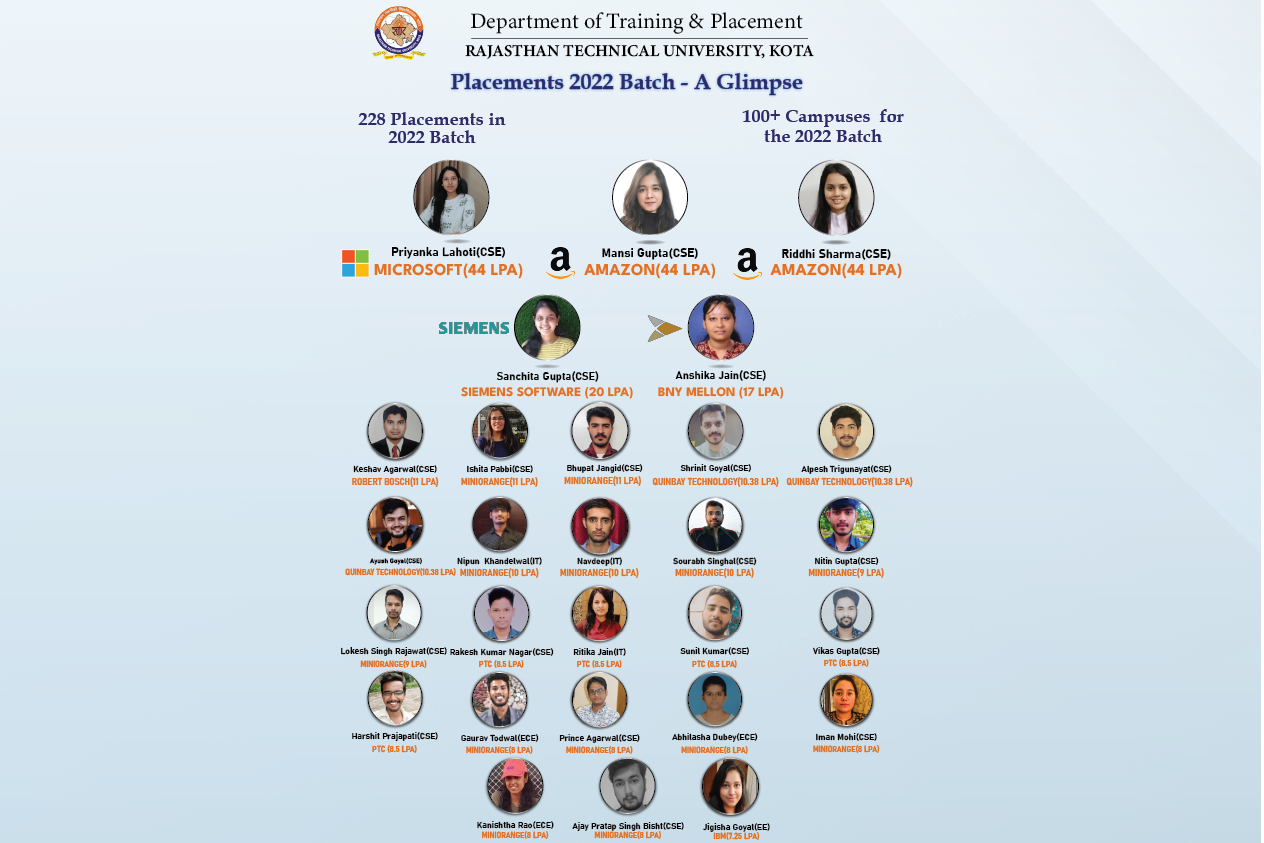 Department of Training & Placement
RAJASTHAN TECHNICAL UNIVERSITY, KOTA
Placements 2022 Batch - A Glimpse
228 Placements in
2022 Batch
100+ Campuses for
the 2022 Batch
Priyanka Lahoti(CSE)
MICROSOFT(44 LPA)
a
Mansi Gupta(CSE)
AMAZON(44 LPA)
a
Riddhi Sharma(CSE)
AMAZON(44 LPA)
SIEMENS
Sanchita Gupta(CSE)
SIEMENS SOFTWARE (20 LPA)
Anshika Jain(CSE)
BNY MELLON (17 LPA)
Keshav Agarwal(CSE)
ROBERT BOSCH(11 LPA)
Ishita Pabbi(CSE)
MINIORANGE(11 LPA)
Bhupat Jangid(CSE)
MINIORANGE(11 LPA)
Shrinit Goyal(CSE)
QUINBAY TECHNOLOGY(10.38 LPA)
Alpesh Trigunayat(CSE)
QUINBAY TECHNOLOGY(10.38 LPA)
Ayush Goyal(CSE)
QUINBAY TECHNOLOGY(10.38 LPA)
Nipun Khandelwal(IT)
MINIORANGE(10 LPA)
Navdeep(IT)
MINIORANGE(10 LPA)
Sourabh Singhal(CSE)
MINIORANGE(10 LPA)
Nitin Gupta(CSE)
MINIORANGE(9 LPA)
Lokesh Singh Rajawat(CSE)
MINIORANGE(9 LPA)
Rakesh Kumar Nagar(CSE)
PTC (8.5 LPA)
Ritika Jain(IT)
PTC (8.5 LPA)
Sunil Kumar(CSE)
PTC (8.5 LPA)
Vikas Gupta(CSE)
PTC (8.5 LPA)
Harshit Prajapati(CSE)
PTC (8.5 LPA)
Gaurav Todwal(ECE)
MINIORANGE(8 LPA)
Prince Agarwal(CSE)
MINIORANGE(8 LPA)
Abhilasha Dubey(ECE)
MINIORANGE(8 LPA)
Iman Mohi(CSE)
MINIORANGE(8 LPA)
Kanishtha Rao(ECE)
MINIORANGE(8 LPA)
Ajay Pratap Singh Bisht(CSE)
MINIORANGE(8 LPA)
Jigisha Goyal(EE)
IBM(7.25 LPA)